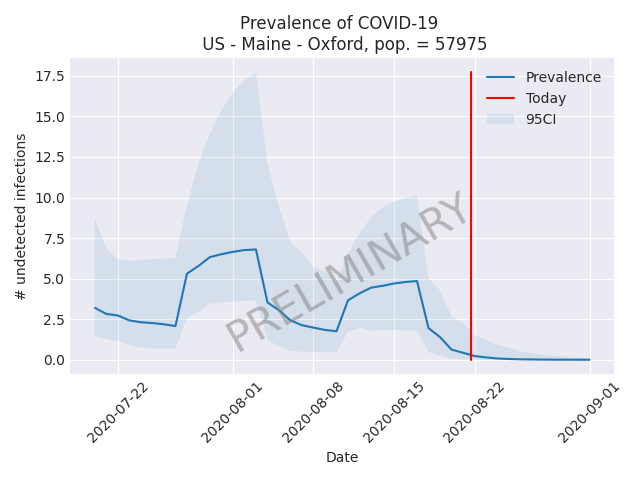 Prevalence of COVID-19
US - Maine - Oxford, pop. = 57975
17.5
15.0
12.5
10.0
7.5
5.0
2.5
0.0
# undetected infections
Prevalence
Today
95CI
PRELIMINARY
2020-07-22
2020-08-01
2020-08-08
2020-08-15
2020-08-22
2020-09-01
Date